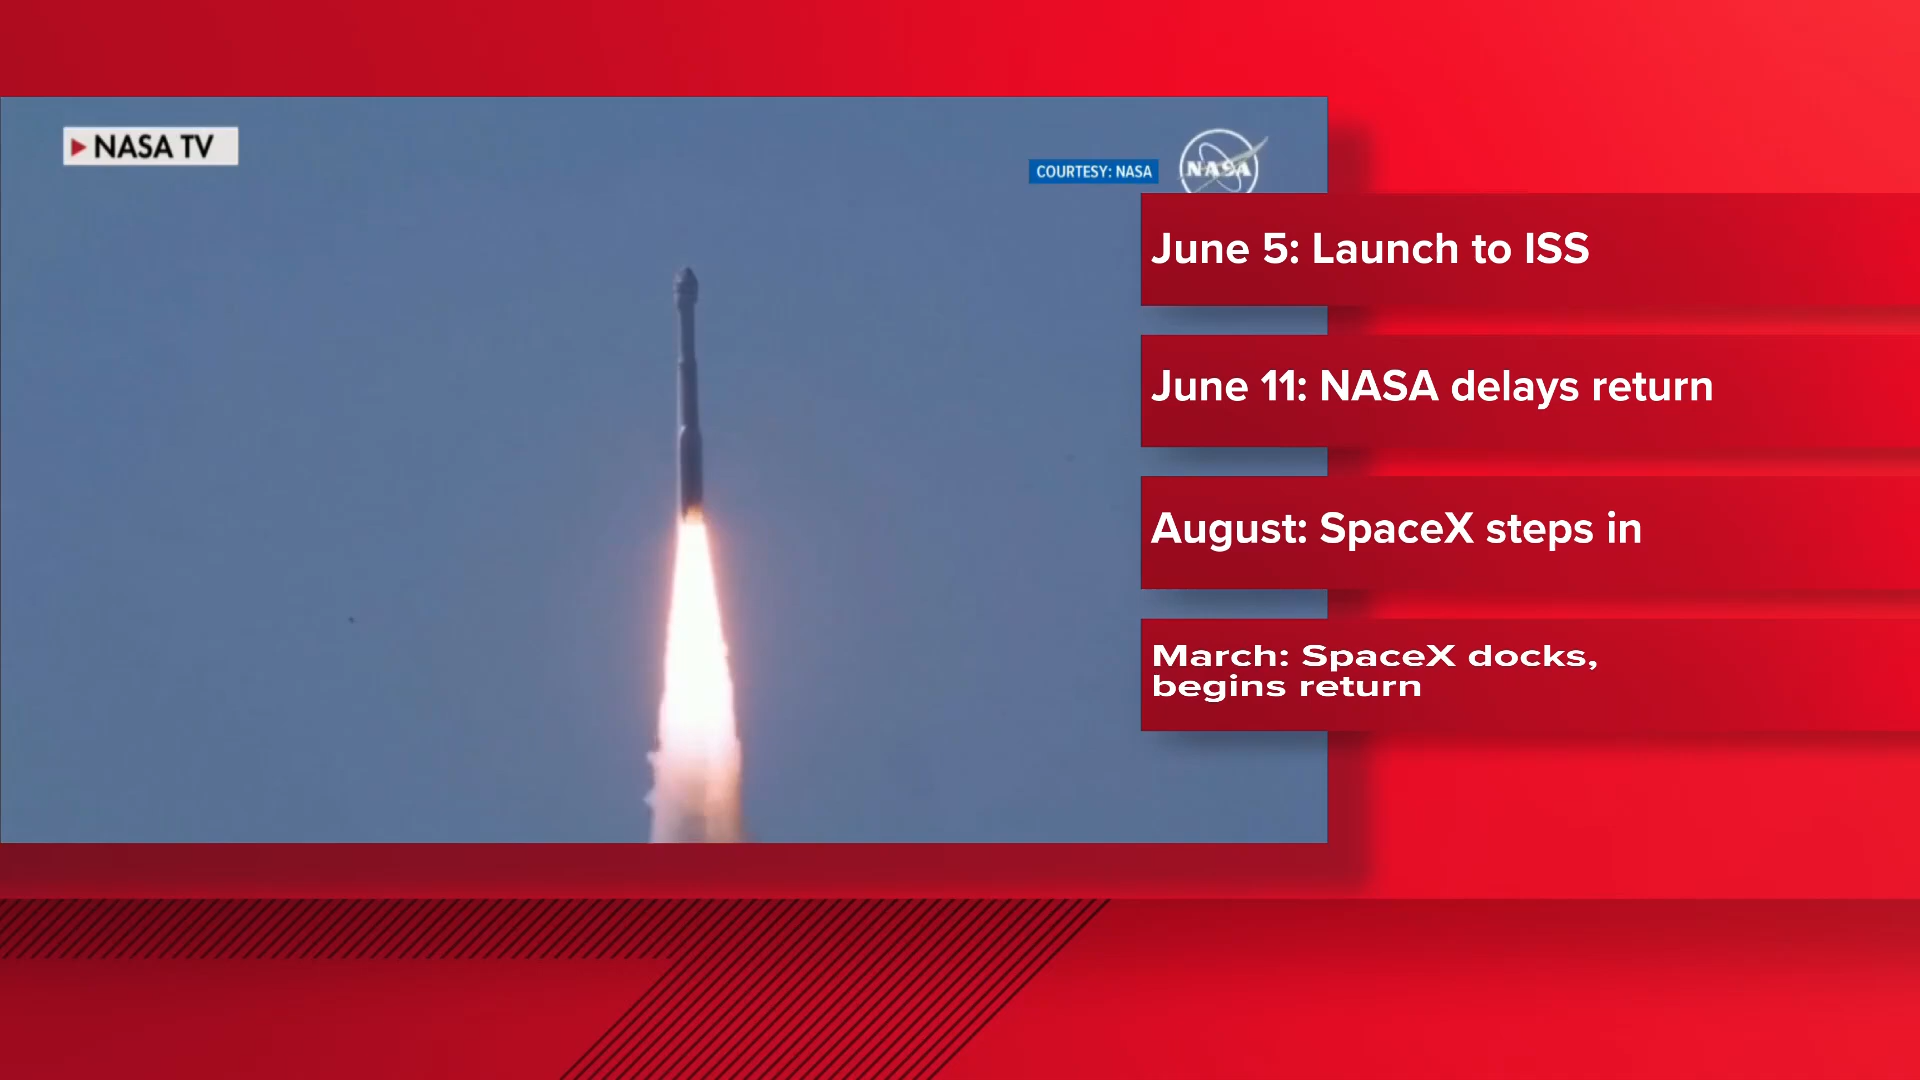 NASA TV
COURTESY: NASA
NASA
June 5: Launch to ISS
June 11: NASA delays return
August: SpaceX steps in
March: SpaceX docks,
begins return